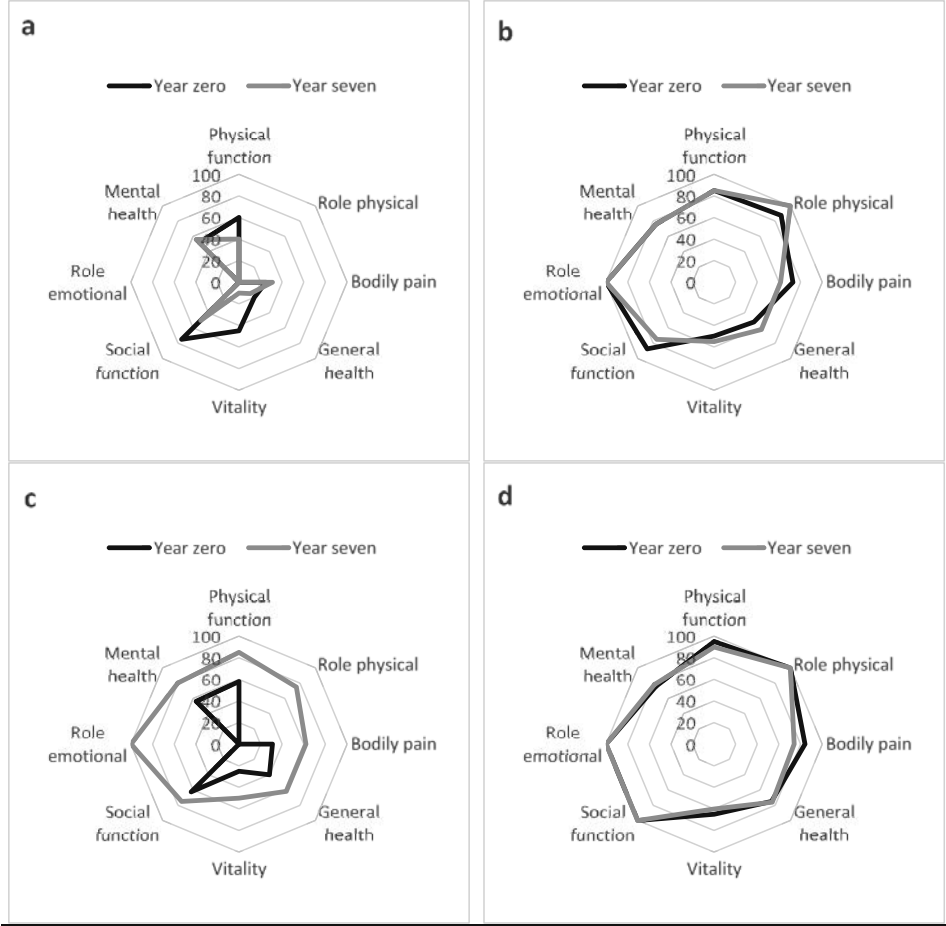 a
Year zero Year seven
Physical
function
100
80
60
40
20
0
Mental
health
Role physical
Role
emotional
Bodily pain
Social
function
General
health
Vitality
b
Year zero Year seven
Physical
function
100
80
60
40
20
0
Mental
health
Role physical
Role
emotional
Bodily pain
Social
function
General
health
Vitality
c
Year zero Year seven
Physical
function
100
80
60
40
20
0
Mental
health
Role physical
Role
emotional
Bodily pain
Social
function
General
health
Vitality
d
Year zero Year seven
Physical
function
100
80
60
40
20
0
Mental
health
Role physical
Role
emotional
Bodily pain
Social
function
General
health
Vitality